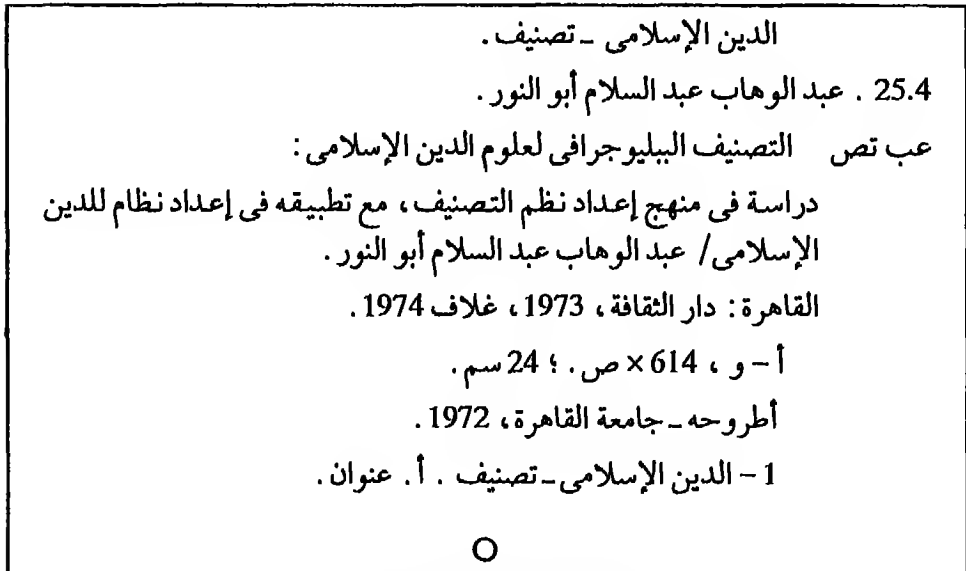 الدين الإسلامى ـ تصنيف.
25.4 . عبد الوهاب عبد السلام أبو النور.
عب تص التصنيف الببليوجرافى لعلوم الدين الإسلامى:
دراسة فى منهج إعداد نظم التصنيف، مع تطبيقه فى إعداد نظام للدين
الإسلامى/ عبد الوهاب عبد السلام أبو النور.
القاهرة: دار الثقافة، 1973، غلاف 1974.
أ – و ، 614 × ص. ؛ 24 سم.
أطروحه ـ جامعة القاهرة، 1972.
1 – الدين الإسلامى ـ تصنيف . أ. عنوان.